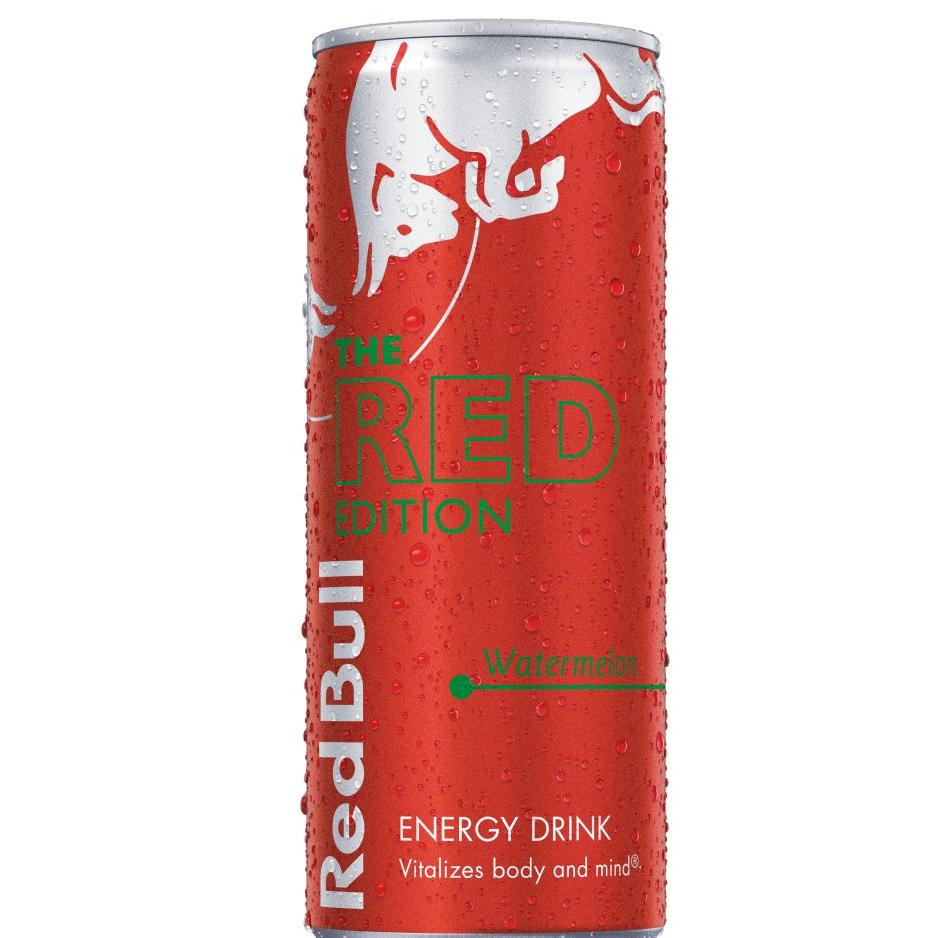 THE
RED
EDITION
Red Bull
Watermelon
ENERGY DRINK
Vitalizes body and mind®.